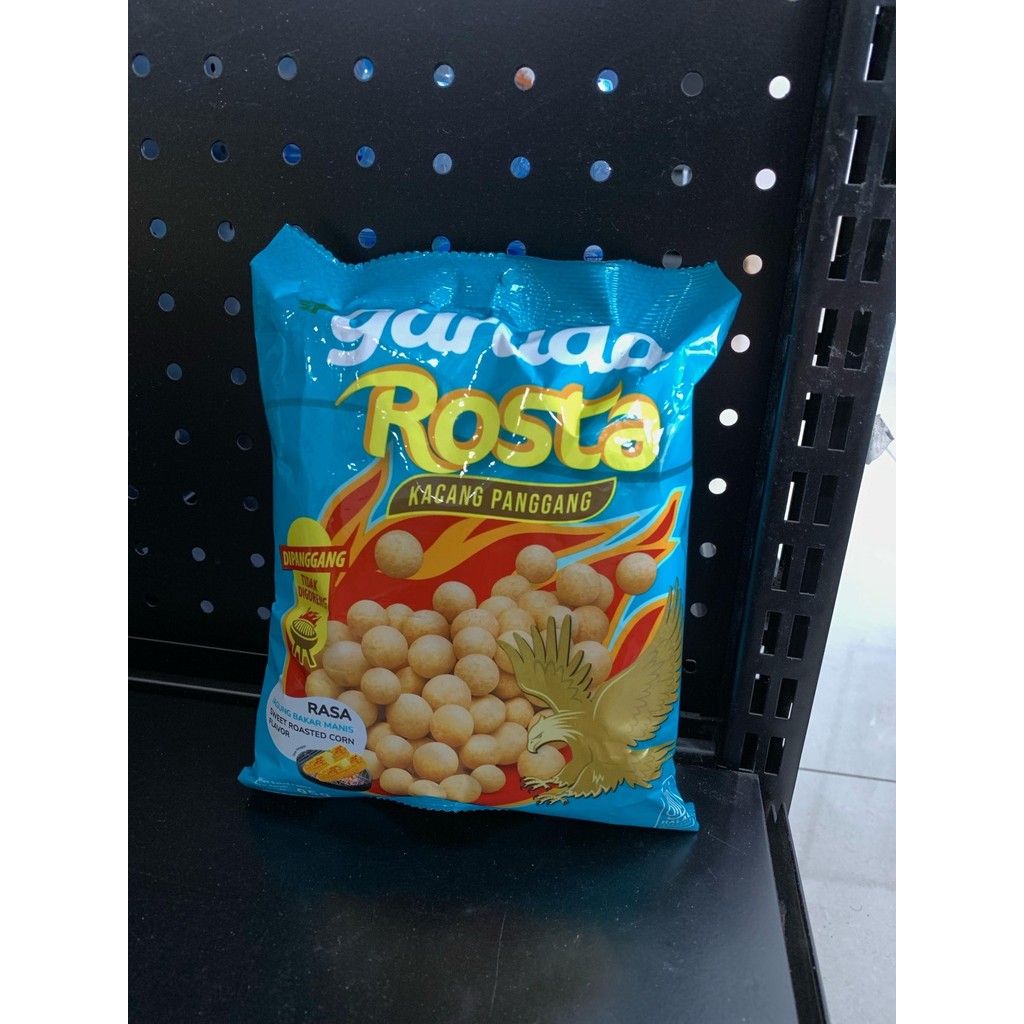 garuda
Rosta
KACANG PANGGANG
DIPANGGANG
TIDAK
DIGORENG
RASA
JAGUNG BAKAR MANIS
SWEET ROASTED CORN
FLAVOR